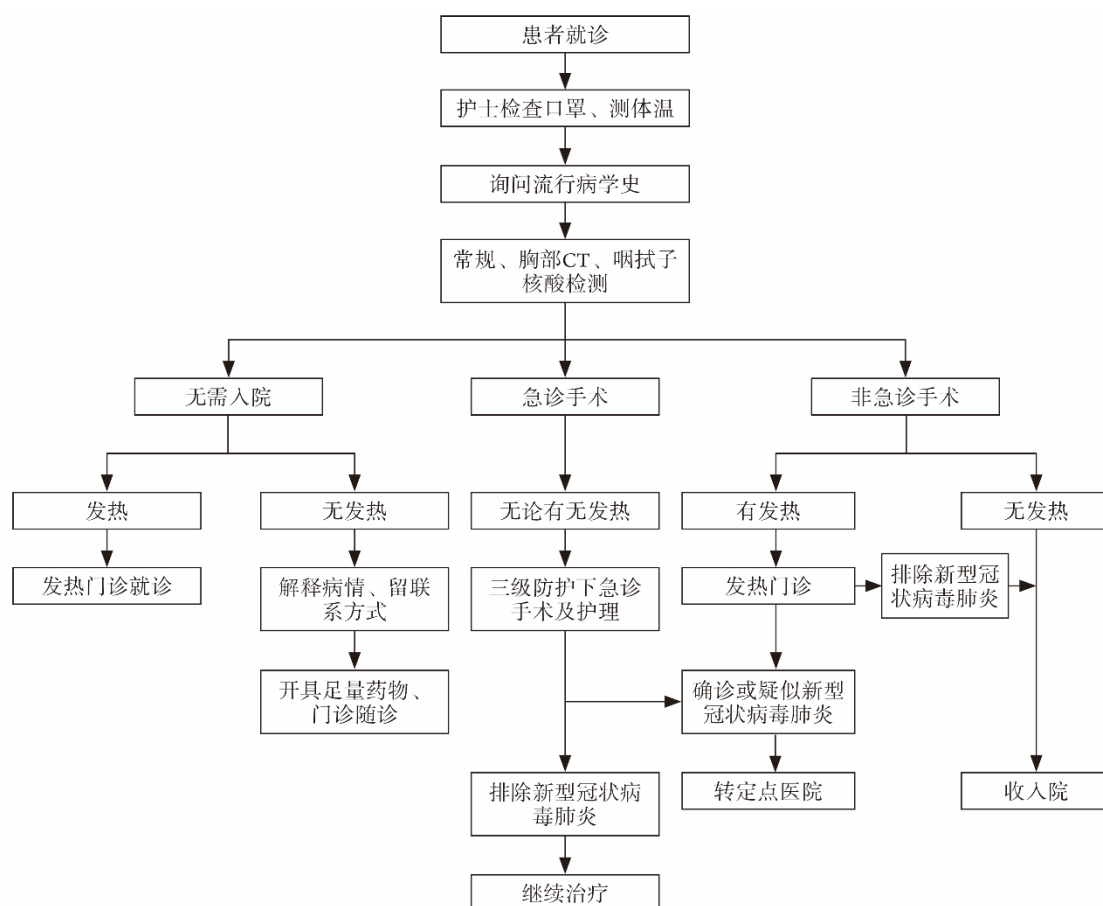 患者就诊
护士检查口罩、测体温
询问流行病学史
常规、胸部CT、咽拭子
核酸检测
无需入院
急诊手术
非急诊手术
发热
无发热
无论有无发热
有发热
无发热
发热门诊就诊
解释病情、留联
系方式
三级防护下急诊
手术及护理
发热门诊
排除新型冠
状病毒肺炎
开具足量药物、
门诊随诊
确诊或疑似新型
冠状病毒肺炎
排除新型冠状病
毒肺炎
转定点医院
收入院
继续治疗